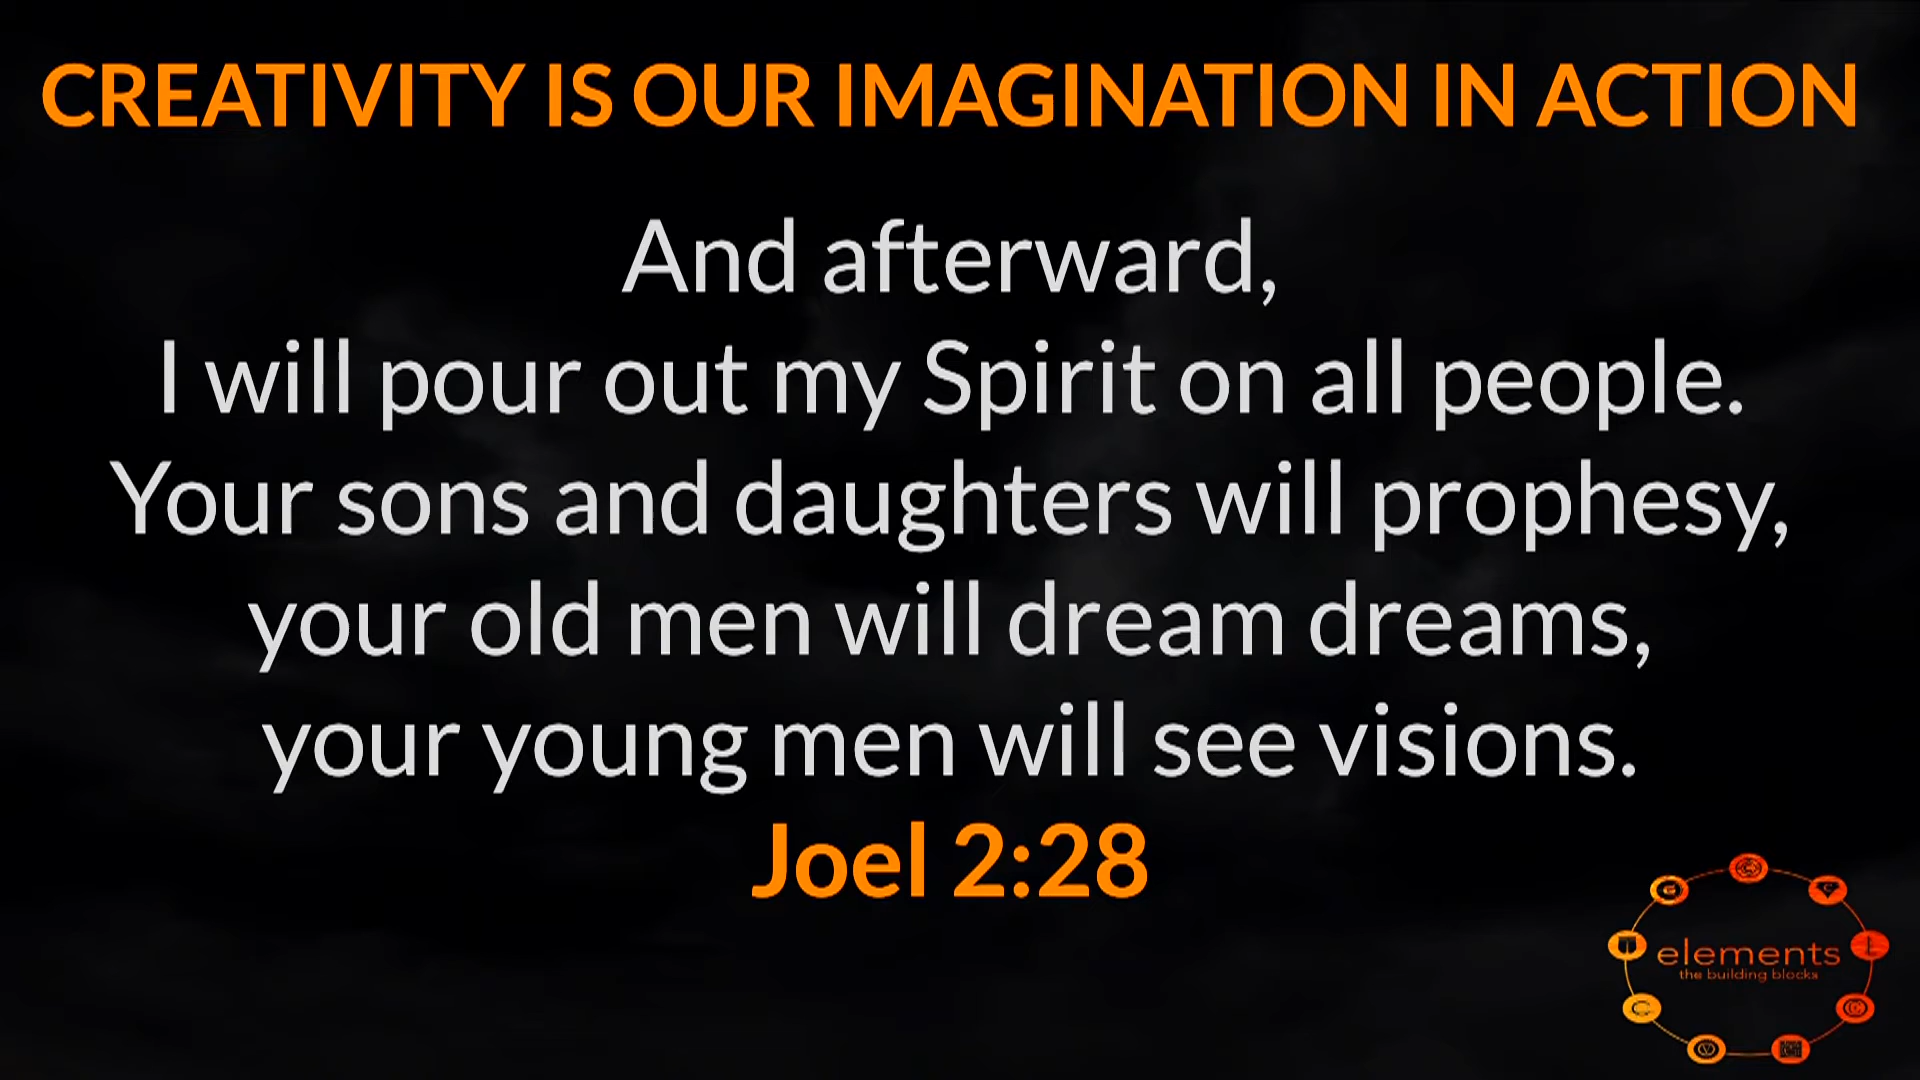 CREATIVITY IS OUR IMAGINATION IN ACTION
And afterward,
I will pour out my Spirit on all people.
Your sons and daughters will prophesy,
your old men will dream dreams,
your young men will see visions.
Joel 2:28
elements
the building blocks